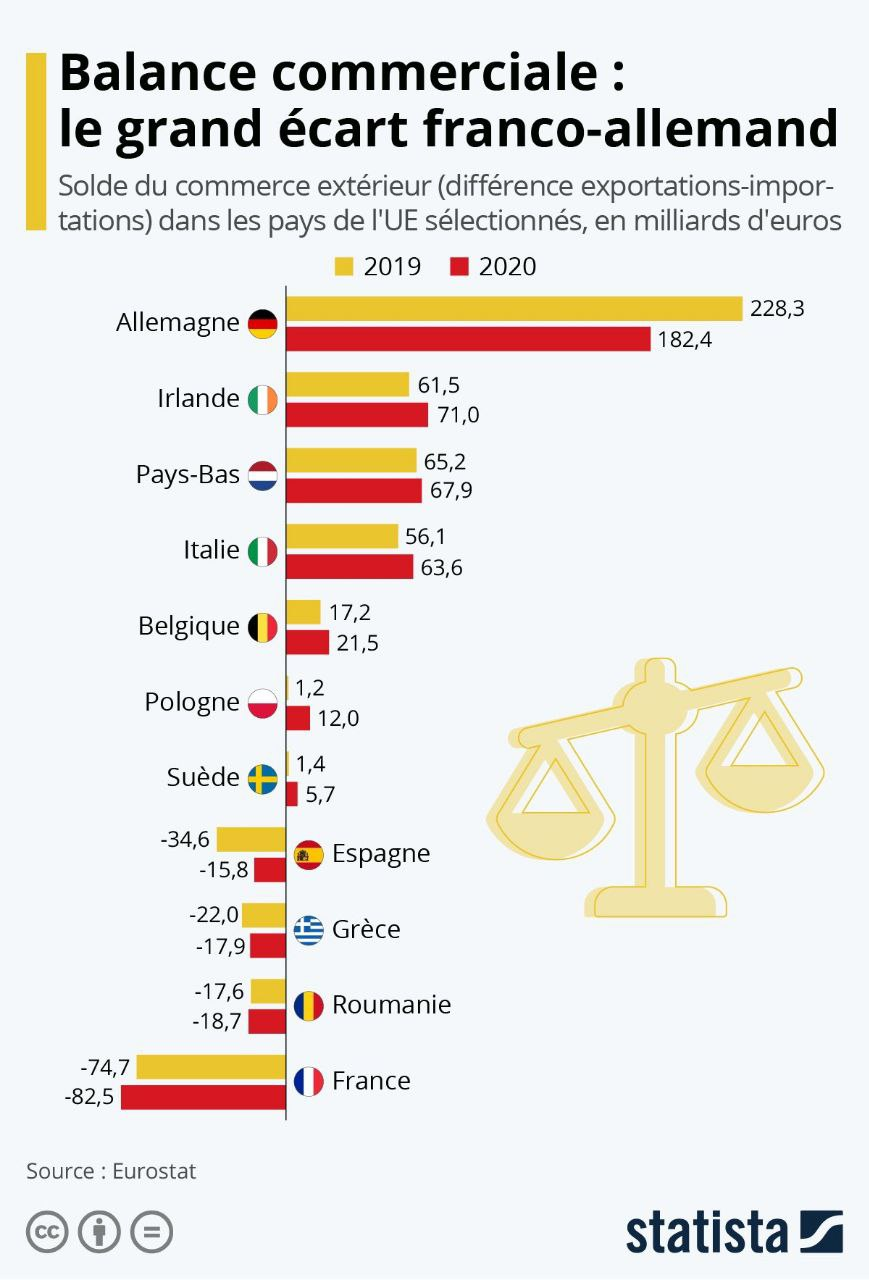 Balance commerciale :
le grand écart franco-allemand
Solde du commerce extérieur (différence exportations-impor-
tations) dans les pays de l'UE sélectionnés, en milliards d'euros
2019 2020
Allemagne 228,3
182,4
Irlande 61,5
71,0
Pays-Bas 65,2
67,9
Italie 56,1
63,6
Belgique 17,2
21,5
Pologne 1,2
12,0
Suède 1,4
5,7
-34,6 Espagne
-15,8
-22,0 Grèce
-17,9
-17,6 Roumanie
-18,7
-74,7 France
-82,5
Source : Eurostat
cc
statista